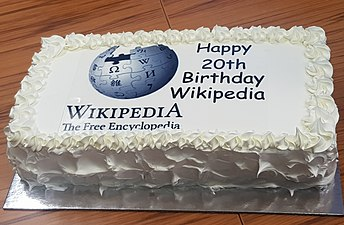 Happy
20th
Birthday
Wikipedia
Ω
И
WIKIPEDIA
The Free Encyclopedia